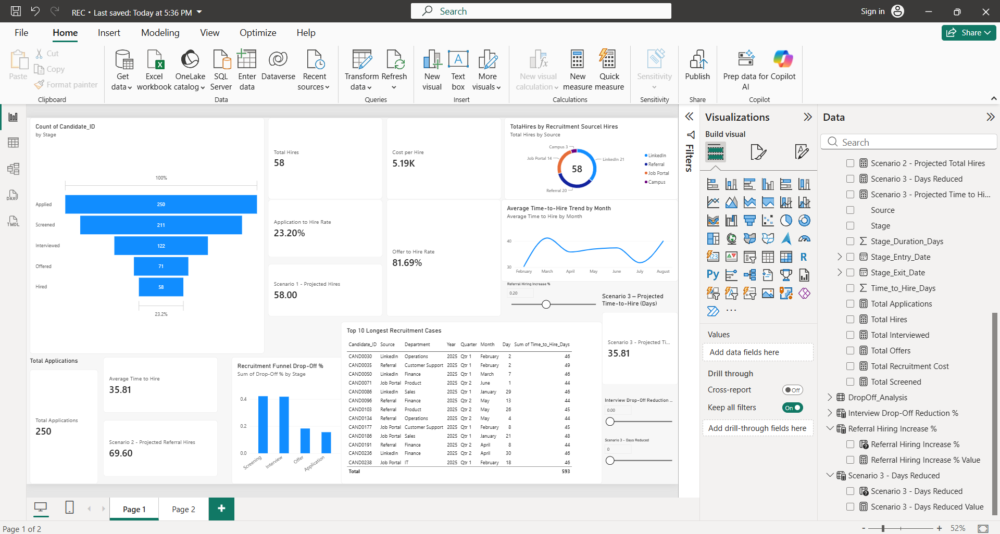 REC • Last saved: Today at 5:36 PM
Search
Sign in
File Home Insert Modeling View Optimize Help
Share
Paste
Cut
Copy
Format painter
Clipboard
Get data
Excel workbook
OneLake catalog
SQL Server
Enter data
Dataverse
Recent sources
Data
Transform data
Refresh
Queries
New visual
Text box
More visuals
Insert
New visual calculation
New measure
Quick measure
Calculations
Sensitivity
Sensitivity
Publish
Share
Prep data for AI
Copilot
Copilot
DAX
TMDL
Count of Candidate_ID
by Stage
100%
Applied 250
Screened 211
Interviewed 122
Offered 71
Hired 58
23.2%
Total Hires
58
Cost per Hire
5.19K
Application to Hire Rate
23.20%
Offer to Hire Rate
81.69%
Scenario 1 - Projected Hires
58.00
TotaHires by Recruitment Sourcel Hires
Total Hires by Source
Campus 3
Job Portal 14
LinkedIn 21
58
Referral 20
LinkedIn
Referral
Job Portal
Campus
Average Time-to-Hire Trend by Month
Average Time to Hire by Month
40
30
February March April May June July August
Referral Hiring Increase %
0.20
Scenario 3 – Projected
Time-to-Hire (Days)
Scenario 3 - Projected Ti...
35.81
Interview Drop-Off Reduction ...
0.00
Scenario 3 - Days Reduced
0
Total Applications
Total Applications
250
Average Time to Hire
35.81
Scenario 2 - Projected Referral Hires
69.60
Recruitment Funnel Drop-Off %
Sum of Drop-Off % by Stage
0.4
0.2
0.0
Screening Interview Offer Application
Top 10 Longest Recruitment Cases
Candidate_ID Source Department Year Quarter Month Day Sum of Time_to_Hire_Days
CAND0030 LinkedIn Operations 2025 Qtr 1 February 2 46
CAND0035 Referral Customer Support 2025 Qtr 1 February 2 49
CAND0050 LinkedIn Finance 2025 Qtr 1 March 7 46
CAND0071 Job Portal Product 2025 Qtr 2 June 1 44
CAND0086 LinkedIn Sales 2025 Qtr 1 January 29 46
CAND0096 Referral Finance 2025 Qtr 2 May 13 44
CAND0103 Referral Product 2025 Qtr 2 May 26 45
CAND0134 Referral Operations 2025 Qtr 2 May 4 44
CAND0177 Job Portal Customer Support 2025 Qtr 1 February 8 45
CAND0186 Job Portal Sales 2025 Qtr 1 January 21 48
CAND0191 Referral Finance 2025 Qtr 2 April 8 44
CAND0236 LinkedIn Finance 2025 Qtr 2 April 30 46
CAND0238 Job Portal IT 2025 Qtr 1 February 18 46
Total 593
Filters
Visualizations
Build visual
123
R
Py
Values
Add data fields here
Drill through
Cross-report Off
Keep all filters On
Add drill-through fields here
Data
Search
Scenario 2 - Projected Total Hires
Scenario 3 - Days Reduced
Scenario 3 - Projected Time to Hi...
Source
Stage
Stage_Duration_Days
Stage_Entry_Date
Stage_Exit_Date
Time_to_Hire_Days
Total Applications
Total Hires
Total Interviewed
Total Offers
Total Recruitment Cost
Total Screened
DropOff_Analysis
Interview Drop-Off Reduction %
Referral Hiring Increase %
Referral Hiring Increase %
Referral Hiring Increase % Value
Scenario 3 - Days Reduced
Scenario 3 - Days Reduced
Scenario 3 - Days Reduced Value
Page 1
Page 2
Page 1 of 2
52%